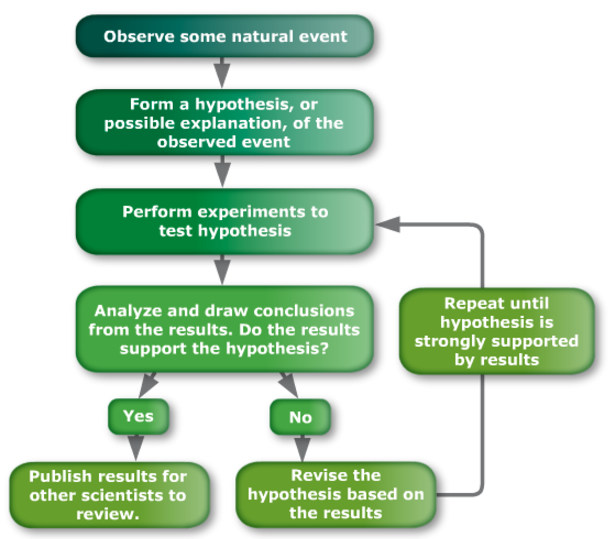 Observe some natural event
Form a hypothesis, or
possible explanation, of the
observed event
Perform experiments to
test hypothesis
Analyze and draw conclusions
from the results. Do the results
support the hypothesis?
Repeat until
hypothesis is
strongly supported
by results
Yes
No
Publish results for
other scientists to
review.
Revise the
hypothesis based on
the results